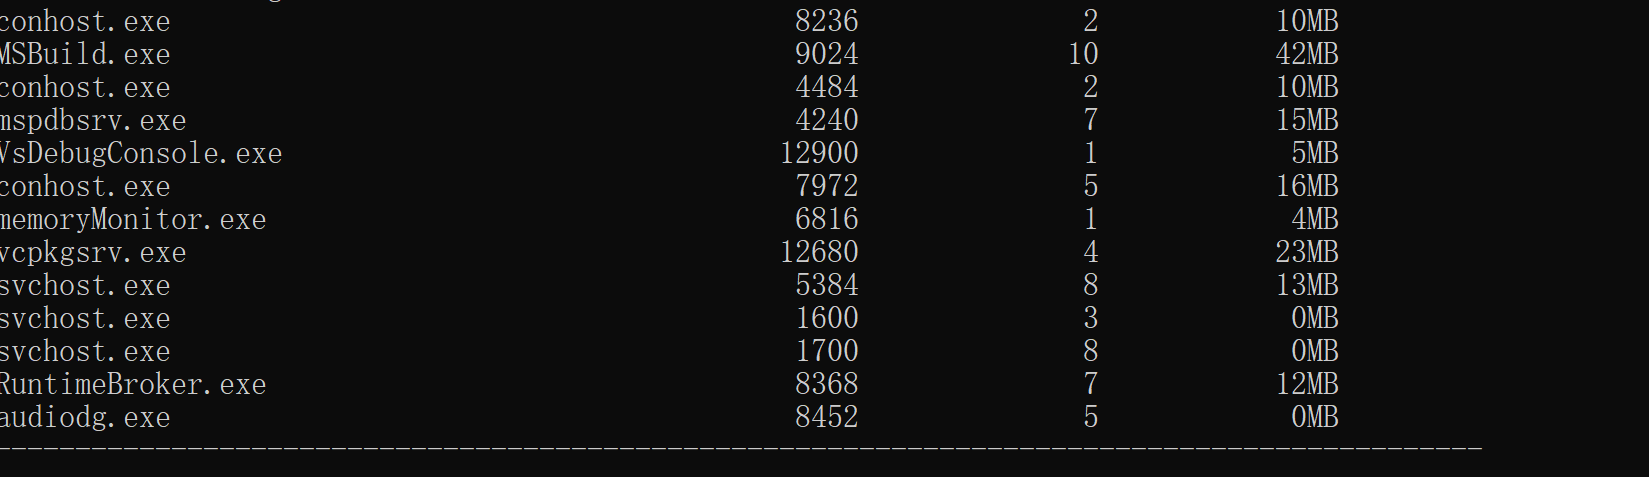 conhost.exe 8236 2 10MB
MSBuild.exe 9024 10 42MB
conhost.exe 4484 2 10MB
mspdbsrv.exe 4240 7 15MB
VsDebugConsole.exe 12900 1 5MB
conhost.exe 7972 5 16MB
memoryMonitor.exe 6816 1 4MB
vcpkgsrv.exe 12680 4 23MB
svchost.exe 5384 8 13MB
svchost.exe 1600 3 0MB
svchost.exe 1700 8 0MB
RuntimeBroker.exe 8368 7 12MB
audiodg.exe 8452 5 0MB